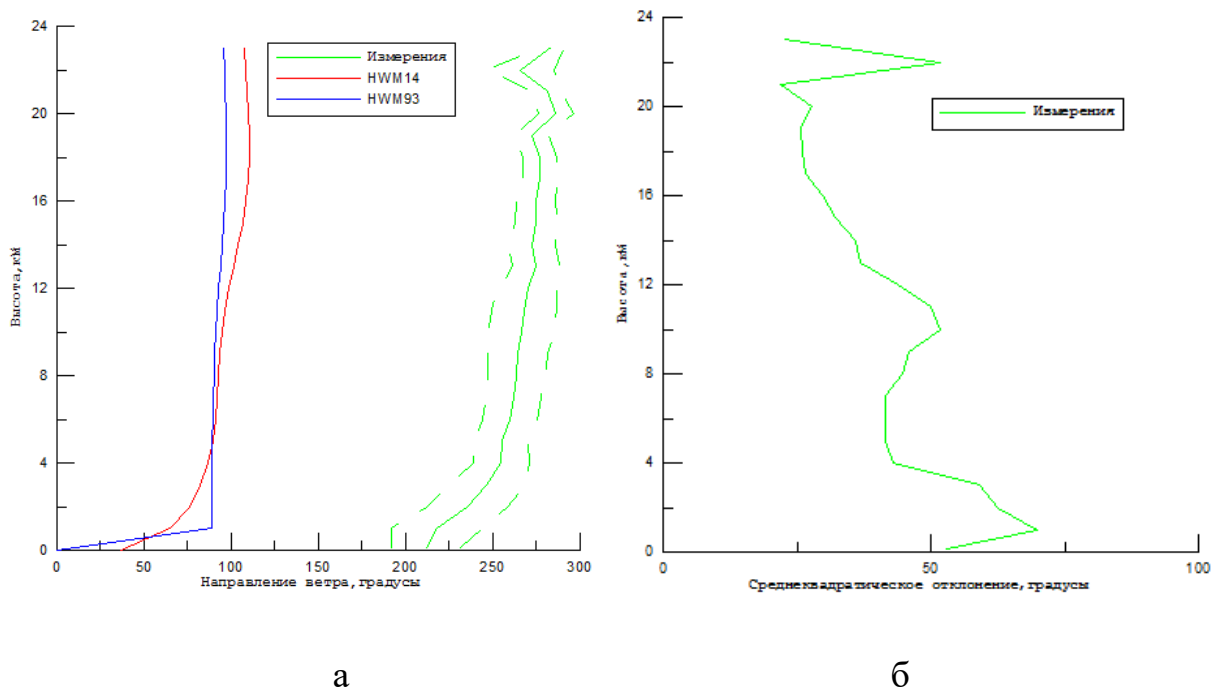 24
20
16
12
8
4
0
Высота,км
Измерения
HWM14
HWM93
0
50
100
150
200
250
300
Направление ветра,градусы
а
24
20
16
12
8
4
0
Высота,км
Измерения
0
50
100
Среднеквадратическое отклонение,градусы
б